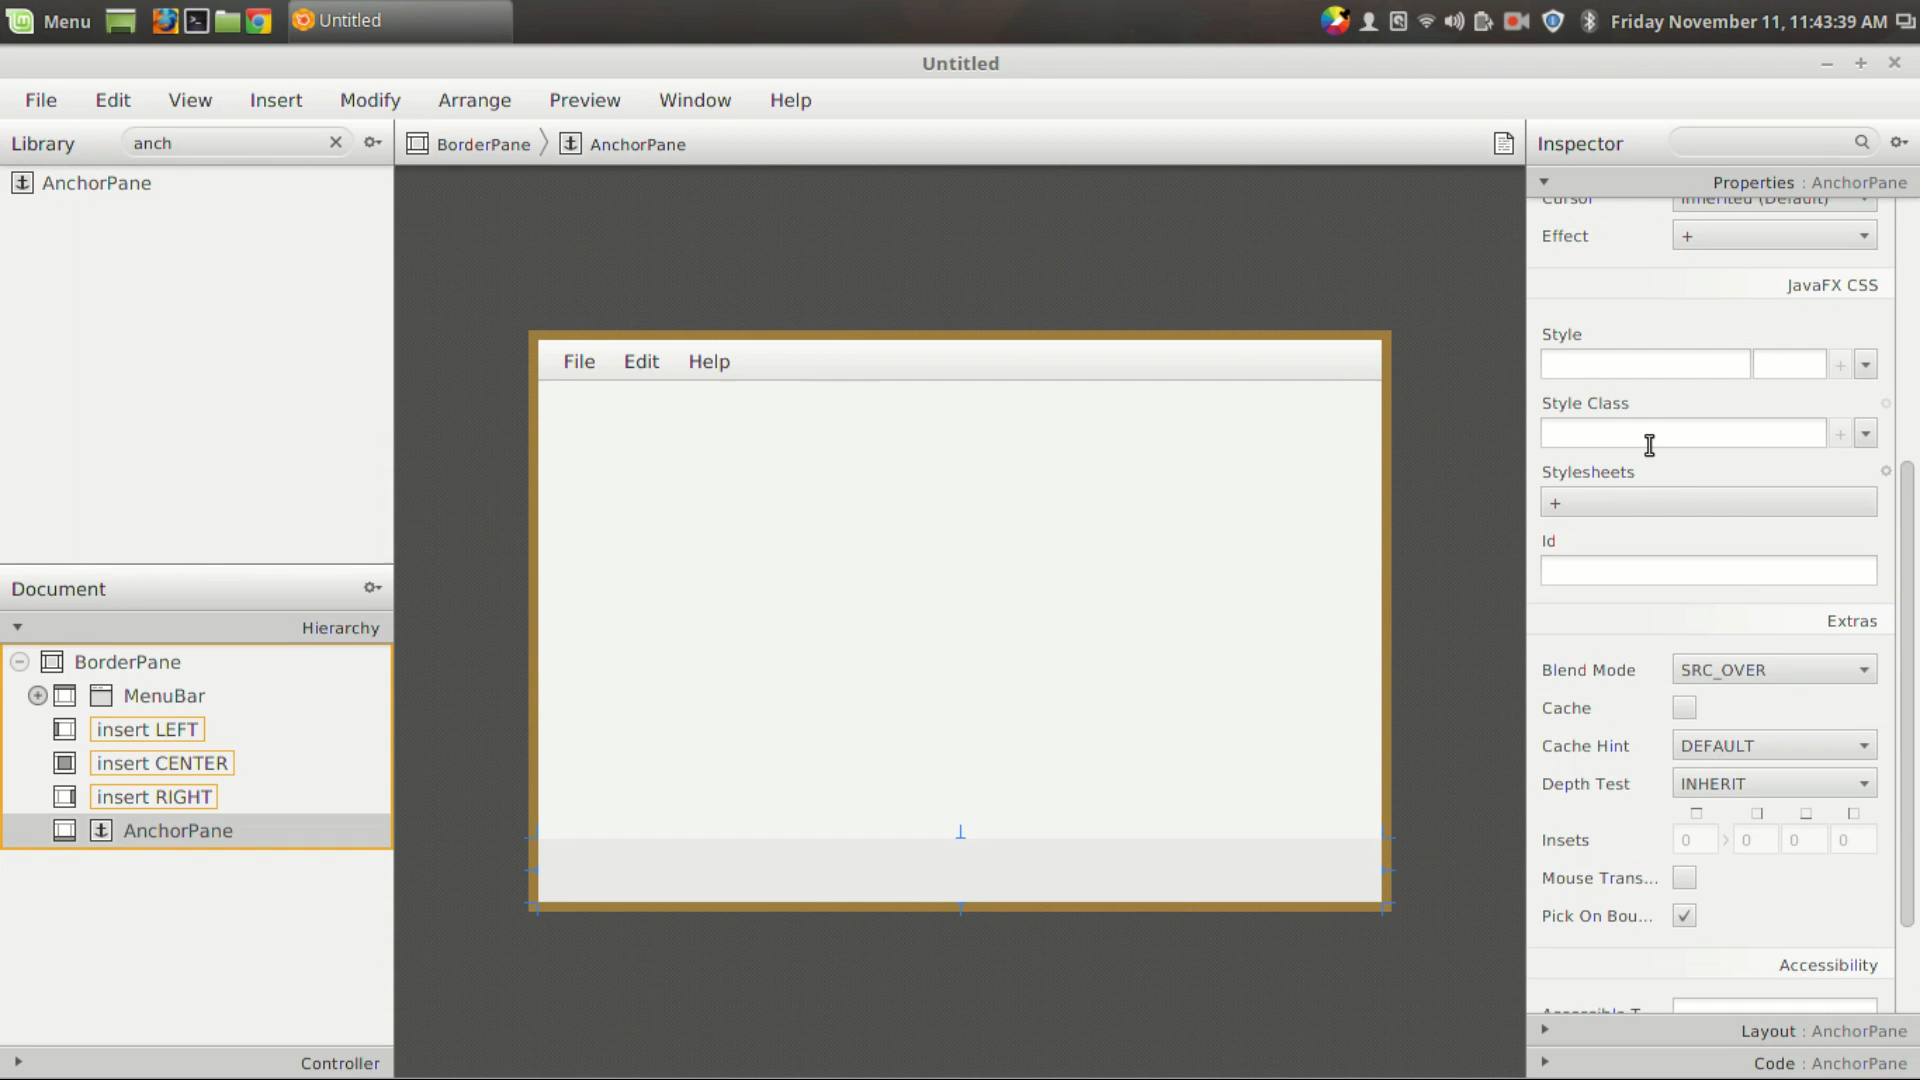 Menu
Untitled
Friday November 11, 11:43:39 AM
Untitled
File Edit View Insert Modify Arrange Preview Window Help
Library
anch
BorderPane
AnchorPane
Inspector
AnchorPane
Properties : AnchorPane
Cursor
Inherited (Default)
Effect
+
JavaFX CSS
Style
+
Style Class
+
Stylesheets
+
Id
Extras
Blend Mode
SRC_OVER
Cache
Cache Hint
DEFAULT
Depth Test
INHERIT
Insets
0
0
0
0
Mouse Trans...
Pick On Bou...
Accessibility
Layout : AnchorPane
Code : AnchorPane
File Edit Help
Document
Hierarchy
BorderPane
MenuBar
insert LEFT
insert CENTER
insert RIGHT
AnchorPane
Controller